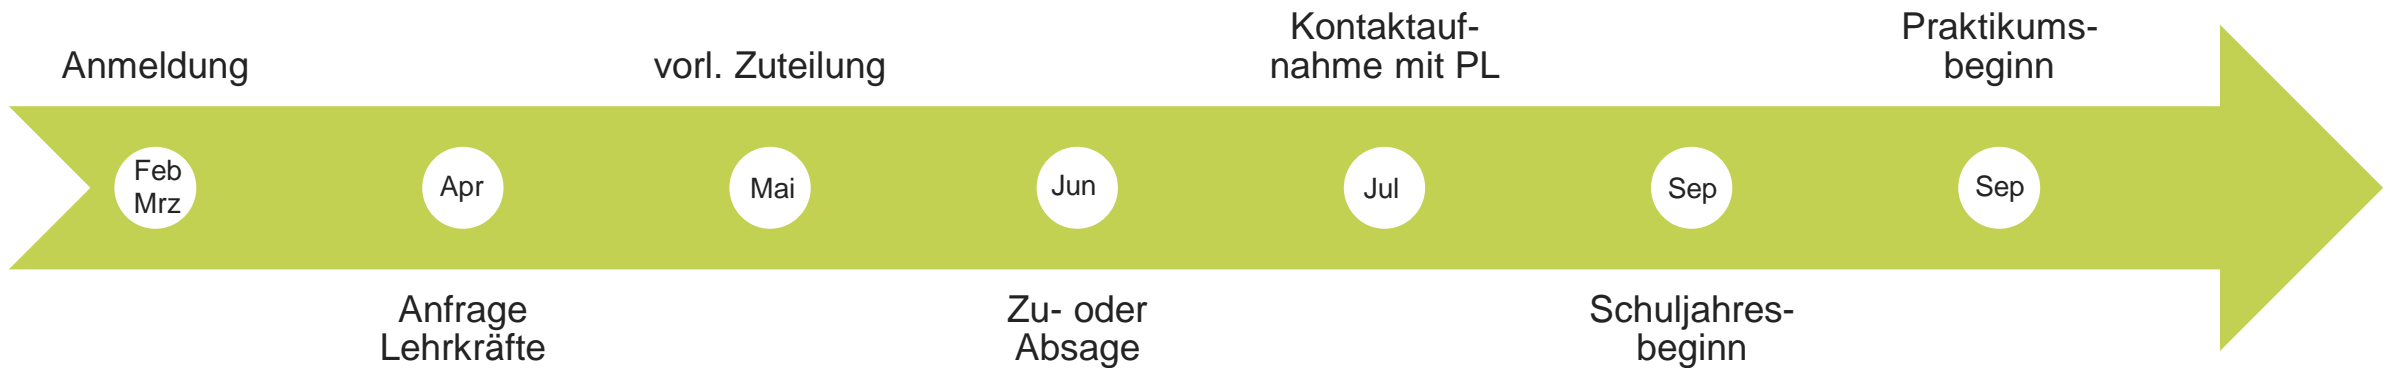 Anmeldung
vorl. Zuteilung
Kontaktauf-
nahme mit PL
Praktikums-
beginn
Feb
Mrz
Apr
Mai
Jun
Jul
Sep
Sep
Anfrage
Lehrkräfte
Zu- oder
Absage
Schuljahres-
beginn